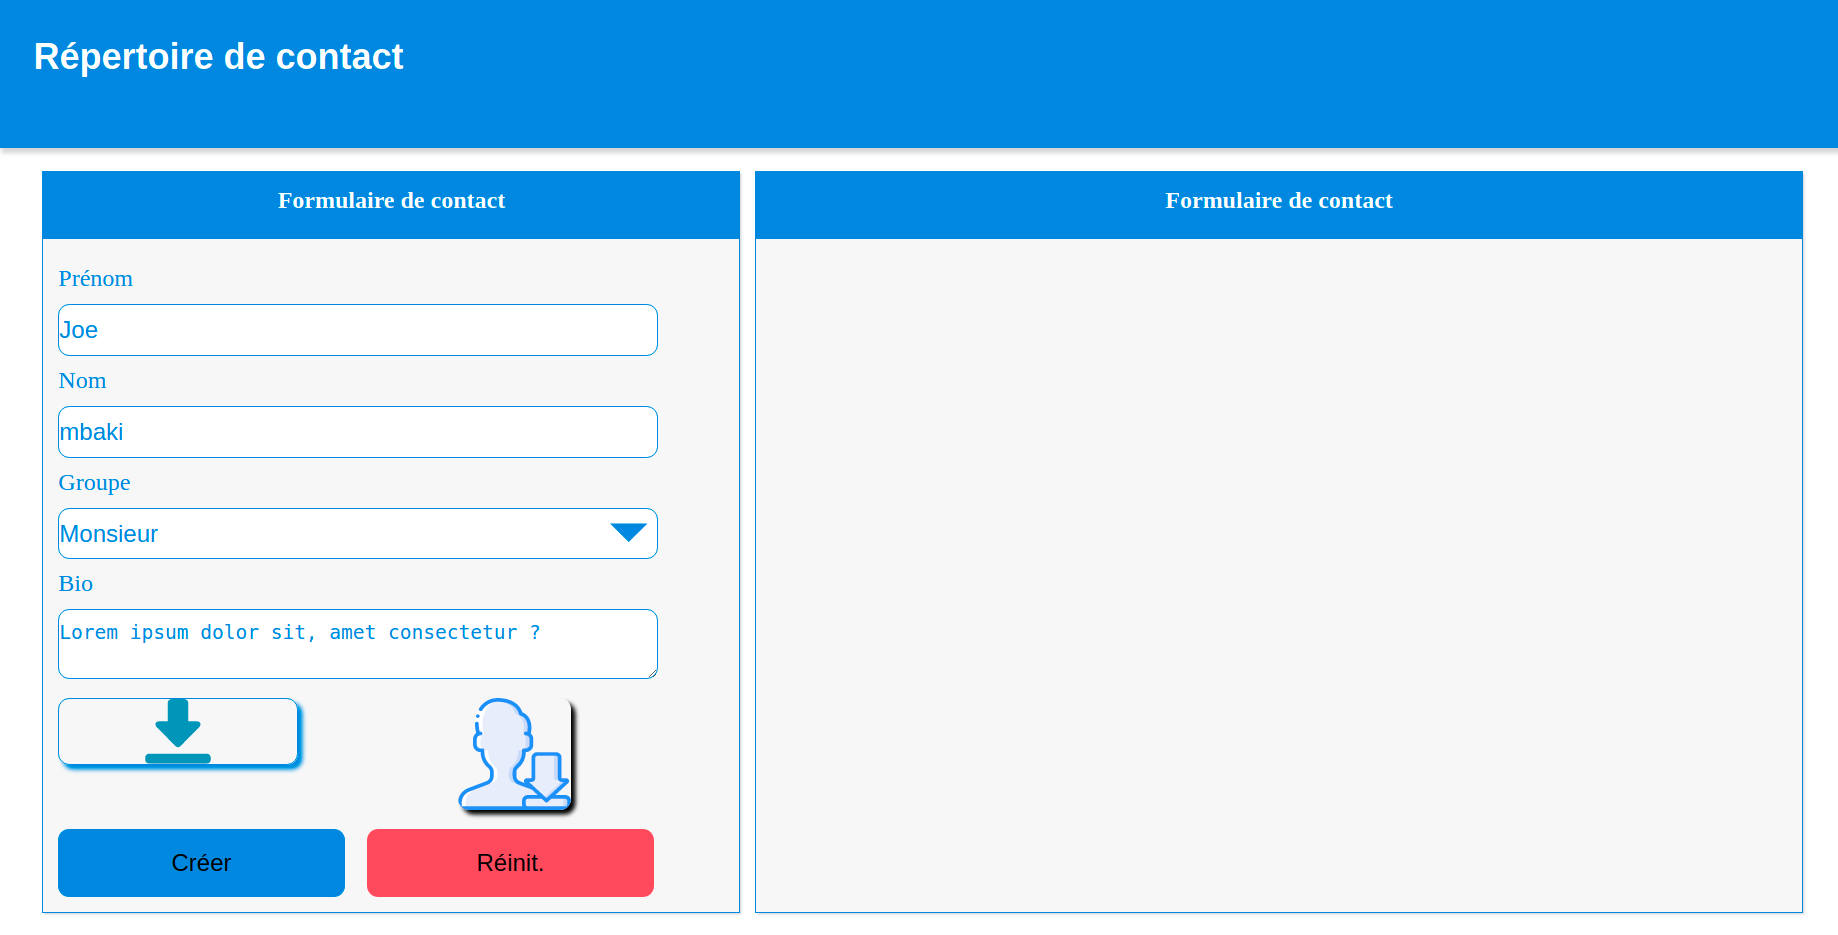 Répertoire de contact
Formulaire de contact
Prénom
Joe
Nom
mbaki
Groupe
Monsieur
Bio
Lorem ipsum dolor sit, amet consectetur ?
Créer
Réinit.
Formulaire de contact